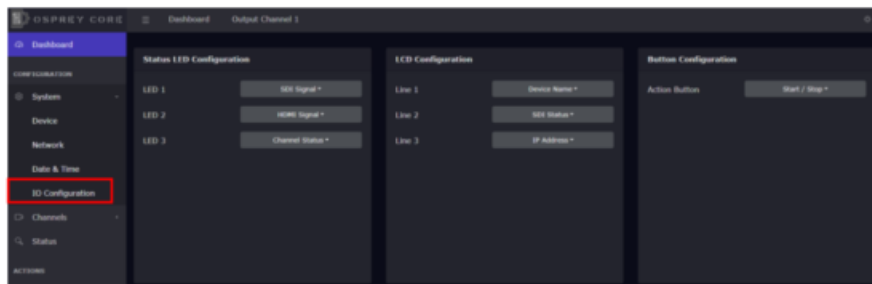 OSPREY CORE
Dashboard Output Channel 1
Dashboard
CONFIGURATION
System
Device
Network
Date & Time
IO Configuration
Channels
Status
ACTIONS
Status LED Configuration
LED 1 SDI Signal
LED 2 HDMI Signal
LED 3 Channel Status
LCD Configuration
Line 1 Device Name
Line 2 SDI Status
Line 3 IP Address
Button Configuration
Action Button Start / Stop